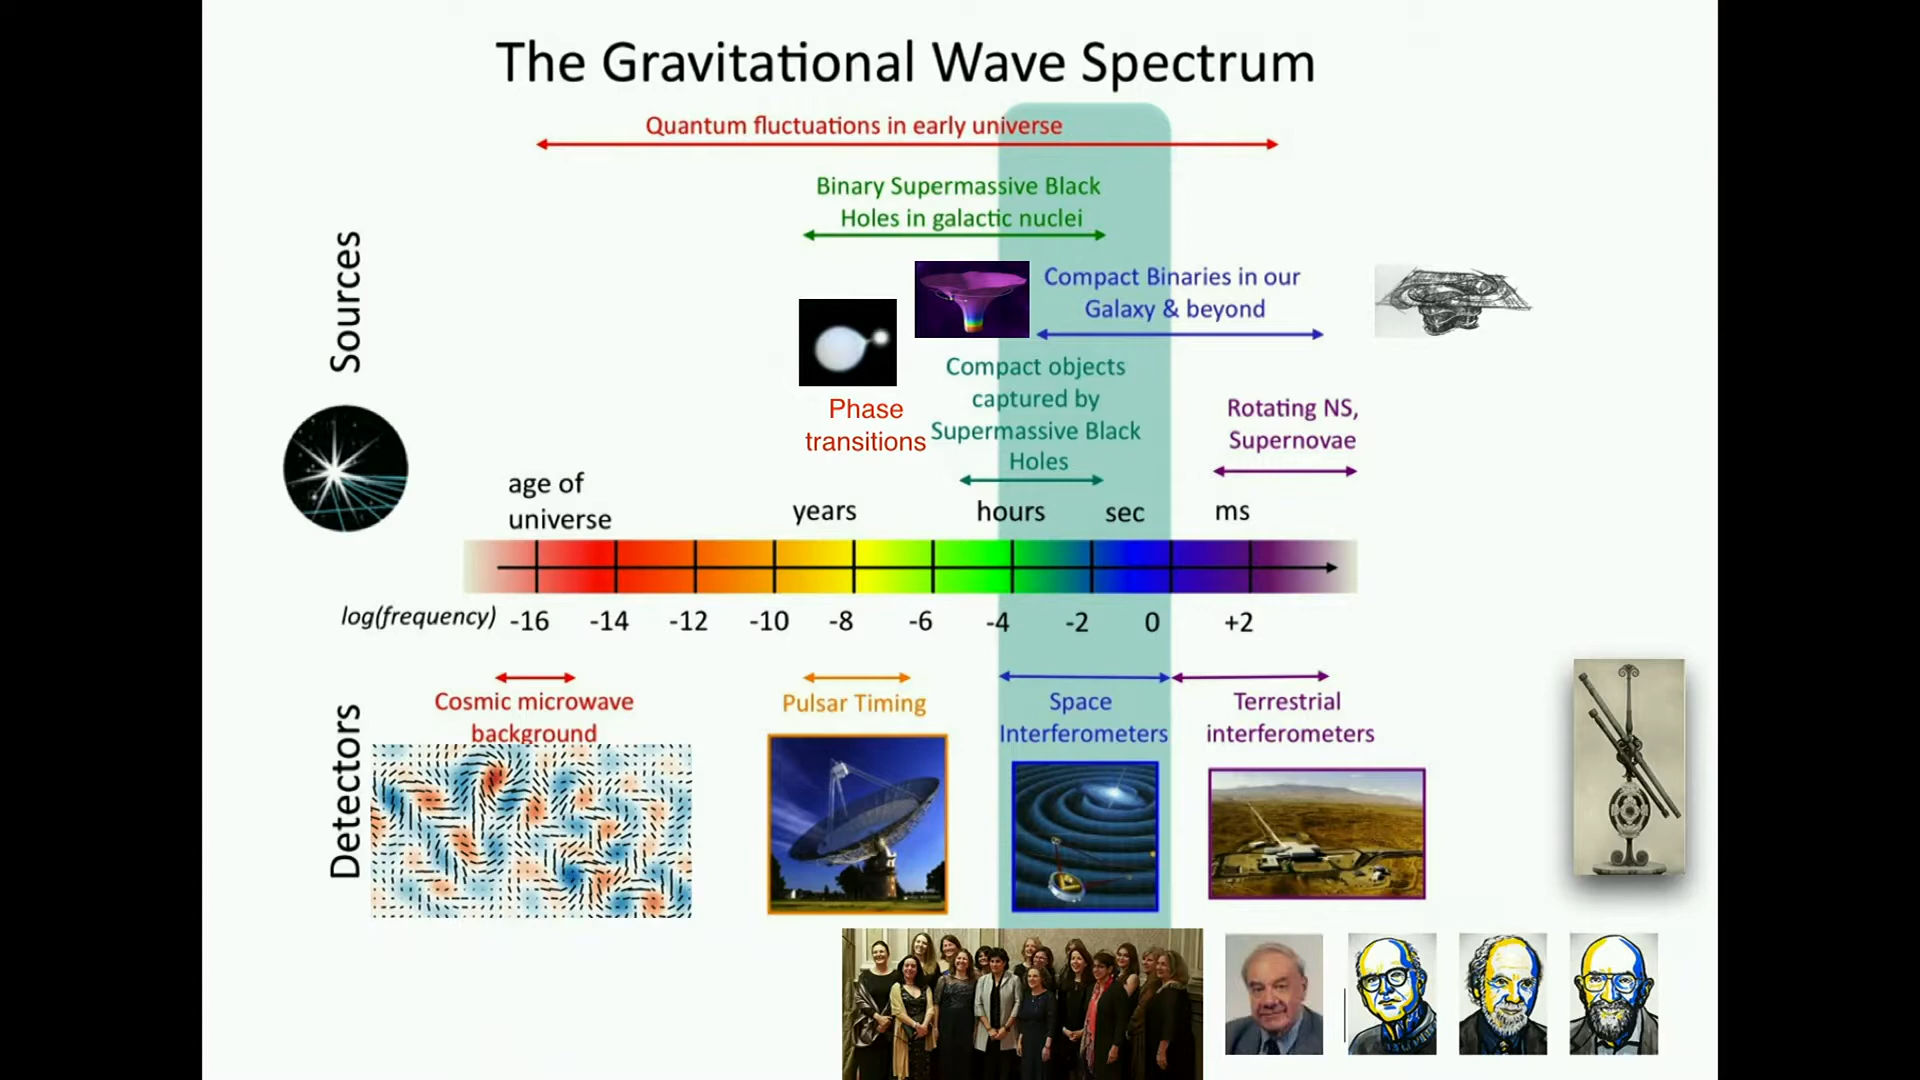 The Gravitational Wave Spectrum
Quantum fluctuations in early universe
Binary Supermassive Black
Holes in galactic nuclei
Sources
Compact Binaries in our
Galaxy & beyond
Compact objects
captured by
Supermassive Black
Holes
Phase
transitions
Rotating NS,
Supernovae
age of
universe
years
hours
sec
ms
log(frequency) -16 -14 -12 -10 -8 -6 -4 -2 0 +2
Detectors
Cosmic microwave
background
Pulsar Timing
Space
Interferometers
Terrestrial
interferometers